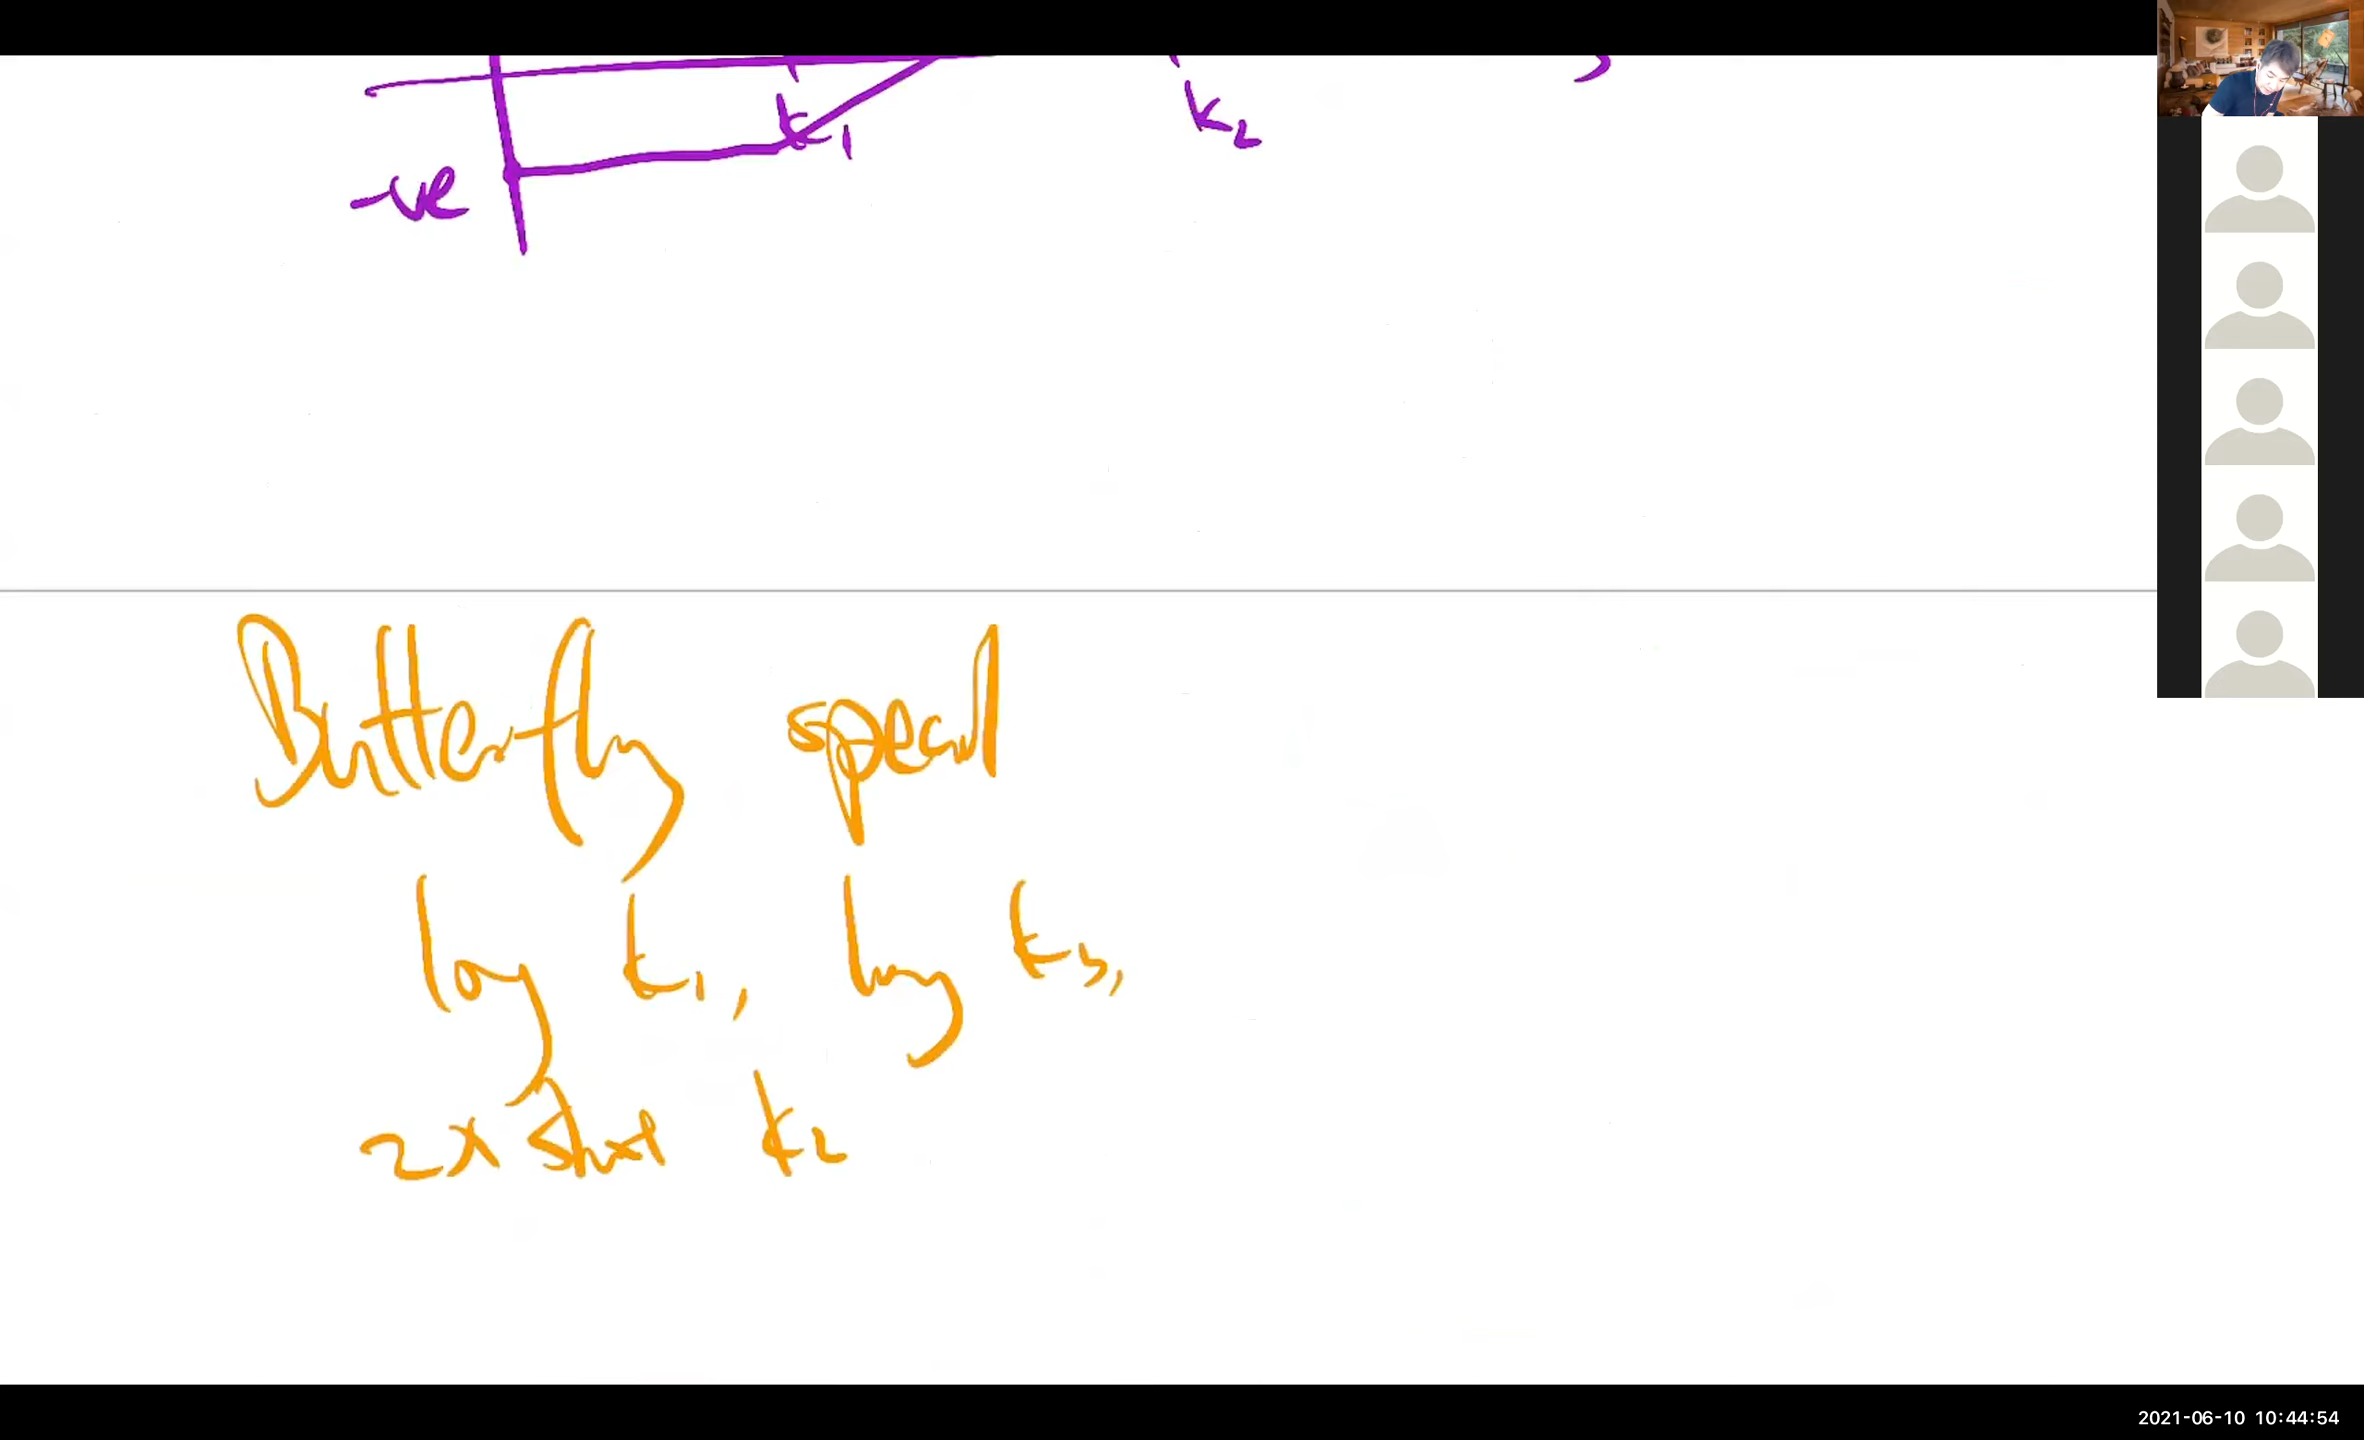 k1
k2
-ve
Butterfly spread
long k1, long k3,
2x short k2
2021-06-10 10:44:54